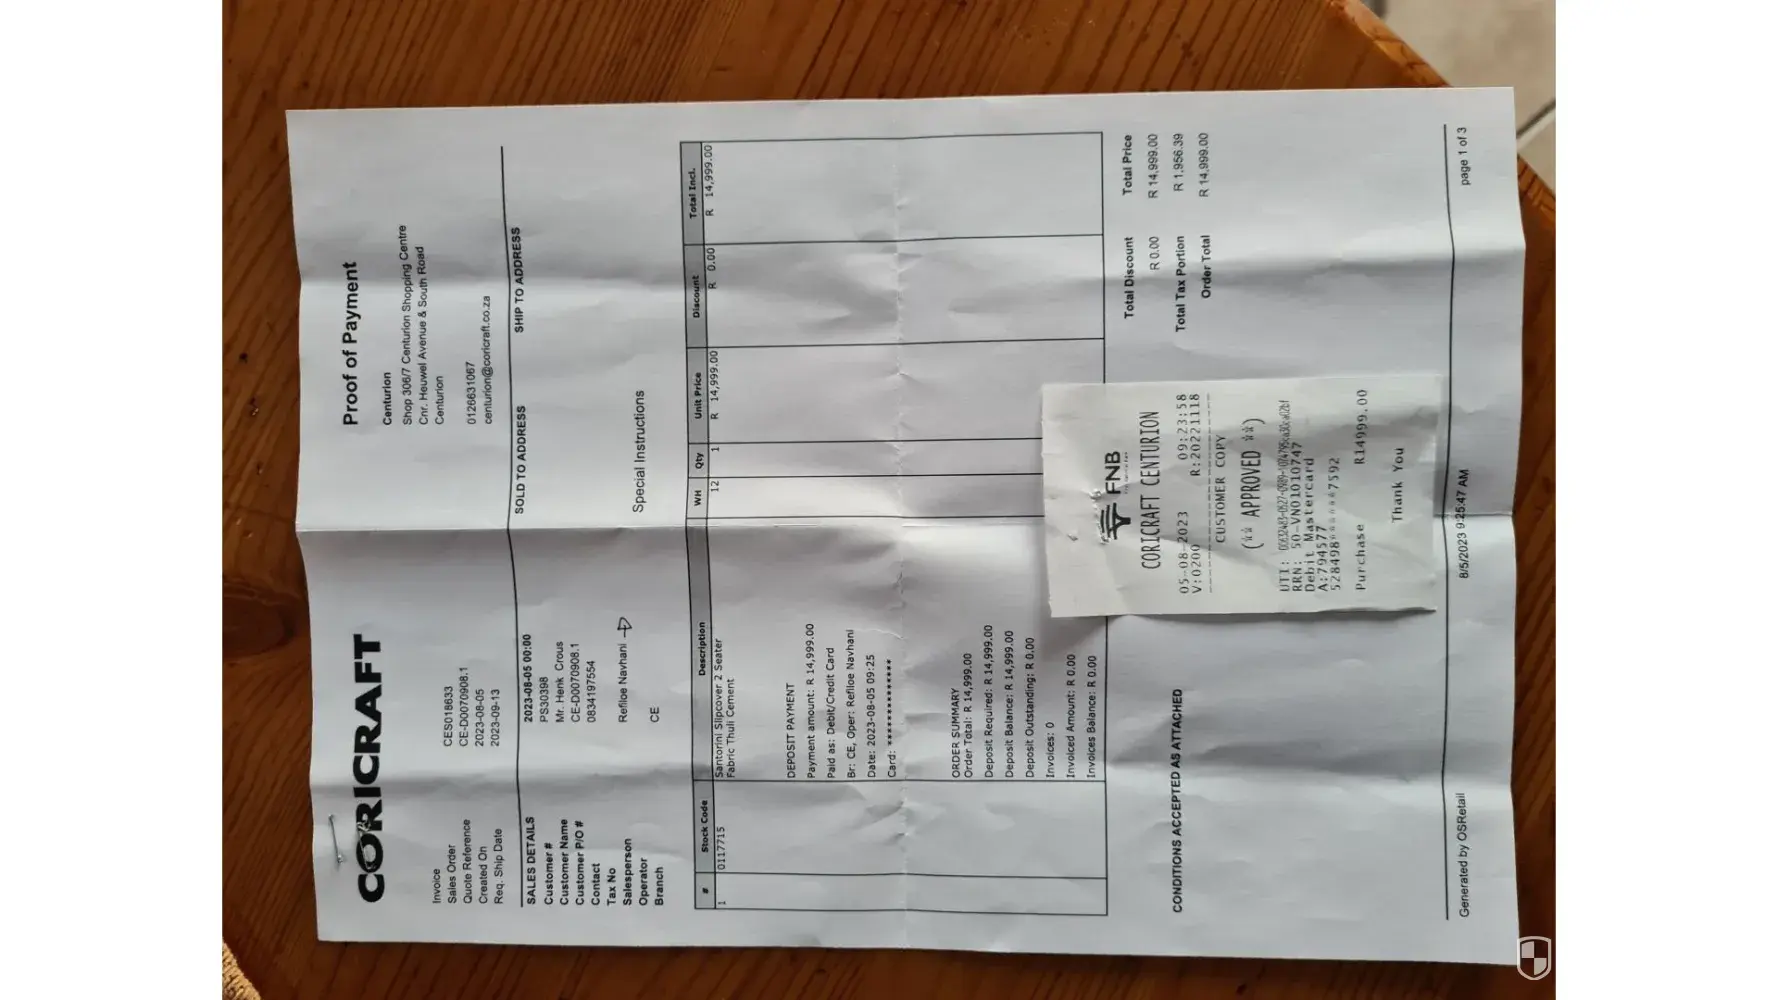 CORICRAFT
Proof of Payment
Centurion
Shop 306/7 Centurion Shopping Centre
Cnr. Heuwel Avenue & South Road
Centurion
0126631067
centurion@coricraft.co.za
Invoice
Sales Order CES018633
Quote Reference CE-D0070908.1
Created On 2023-08-05
Req. Ship Date 2023-09-13
SALES DETAILS 2023-08-05 00:00
SOLD TO ADDRESS SHIP TO ADDRESS
Customer # PS30398
Customer Name Mr. Henk Crous
Customer P/O # CE-D0070908.1
Contact 0834197554
Tax No
Salesperson Refiloe Navhani
Operator
Special Instructions
Branch CE
# Stock Code Description WH Qty Unit Price Discount Total Incl.
1 0117715 Santorini Slipcover 2 Seater 12 1 R 14,999.00 R 0.00 R 14,999.00
Fabric Thuli Cement
DEPOSIT PAYMENT
Payment amount: R 14,999.00
Paid as: Debit/Credit Card
Br: CE, Oper: Refiloe Navhani
Date: 2023-08-05 09:25
Card: ****************
ORDER SUMMARY
Order Total: R 14,999.00
Deposit Required: R 14,999.00
Deposit Balance: R 14,999.00
Deposit Outstanding: R 0.00
Invoices: 0
Invoiced Amount: R 0.00
Invoices Balance: R 0.00
Total Discount Total Price
R 0.00 R 14,999.00
Total Tax Portion R 1,956.39
Order Total R 14,999.00
CONDITIONS ACCEPTED AS ATTACHED
FNB
CORICRAFT CENTURION
05-08-2023 09:23:58
V:0200 R:20221118
CUSTOMER COPY
(** APPROVED **)
UTI:
RRN: 50-VN01010747
Debit Mastercard
A:794577
528498******7592
Purchase R14999.00
Thank You
Generated by OSRetail 8/5/2023 9:25:47 AM page 1 of 3